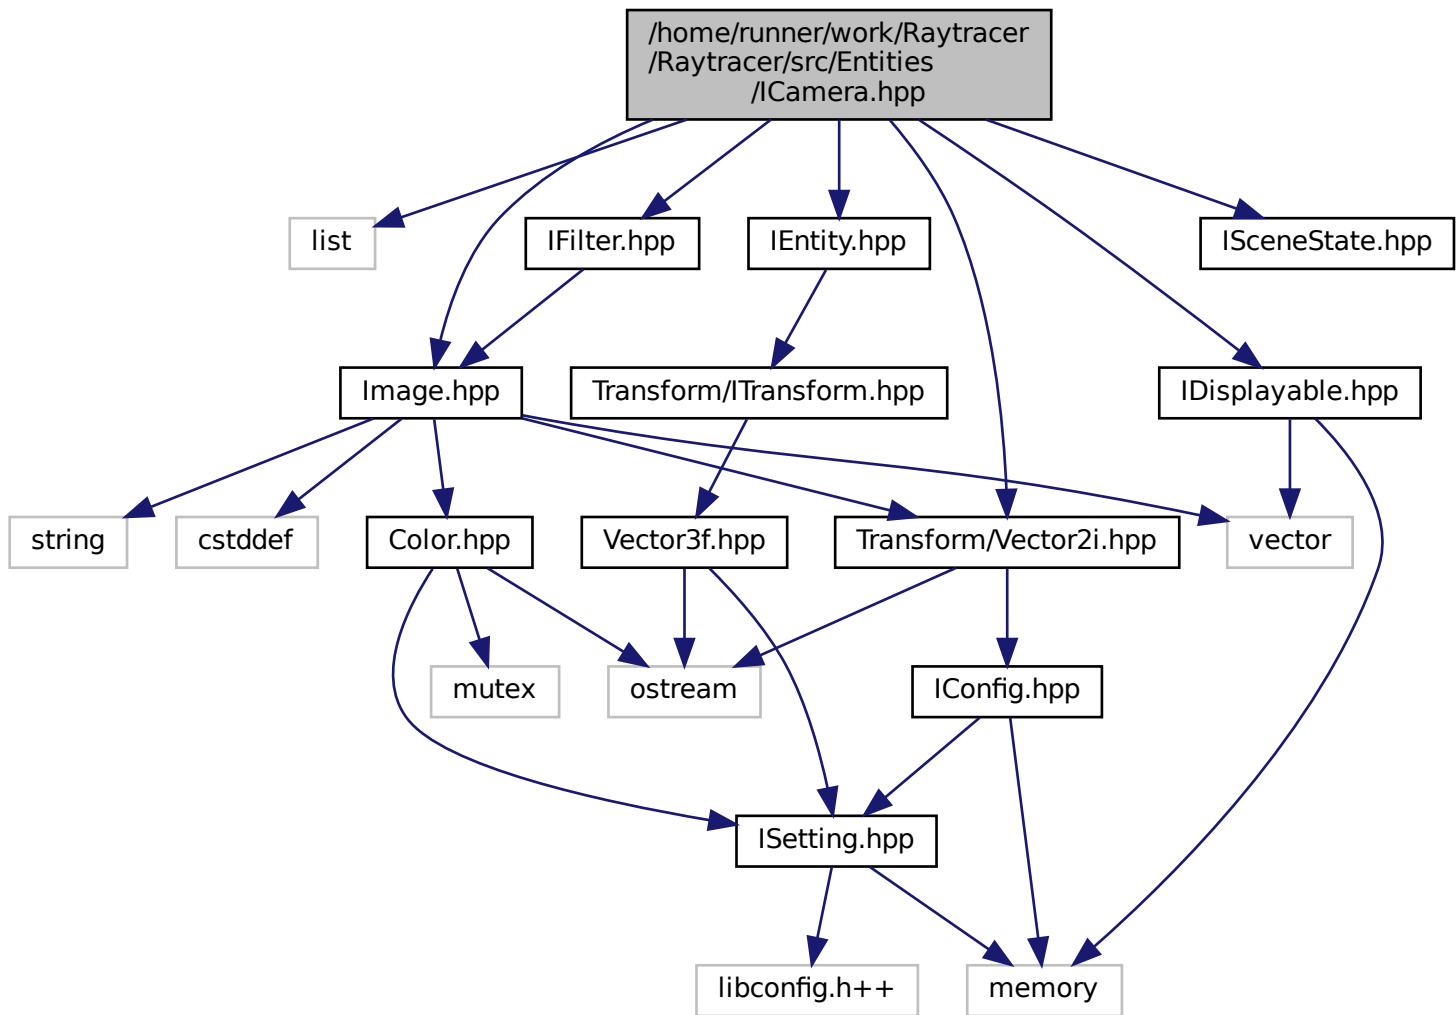 /home/runner/work/Raytracer
/Raytracer/src/Entities
/ICamera.hpp
list
IFilter.hpp
IEntity.hpp
ISceneState.hpp
Image.hpp
Transform/ITransform.hpp
IDisplayable.hpp
string
cstddef
Color.hpp
Vector3f.hpp
Transform/Vector2i.hpp
vector
mutex
ostream
IConfig.hpp
ISetting.hpp
libconfig.h++
memory